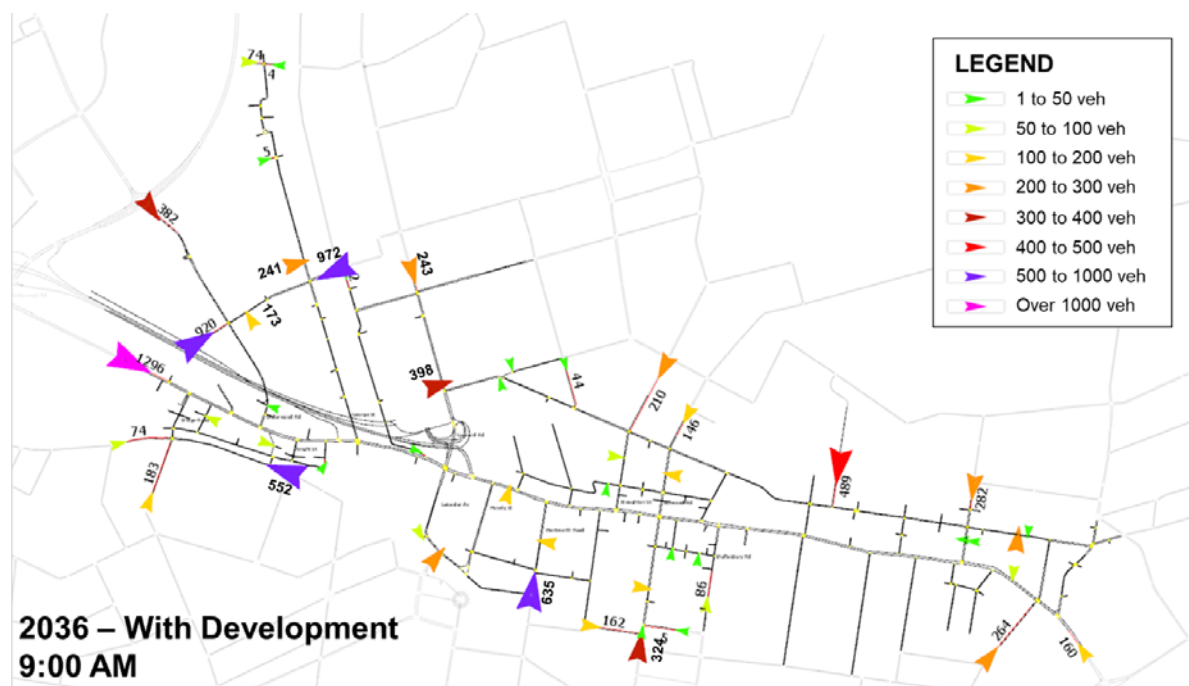 74
4
5
382
241
972
243
173
920
1296
398
44
210
146
74
183
552
489
282
635
86
162
324
264
160
LEGEND
1 to 50 veh
50 to 100 veh
100 to 200 veh
200 to 300 veh
300 to 400 veh
400 to 500 veh
500 to 1000 veh
Over 1000 veh
2036 – With Development
9:00 AM